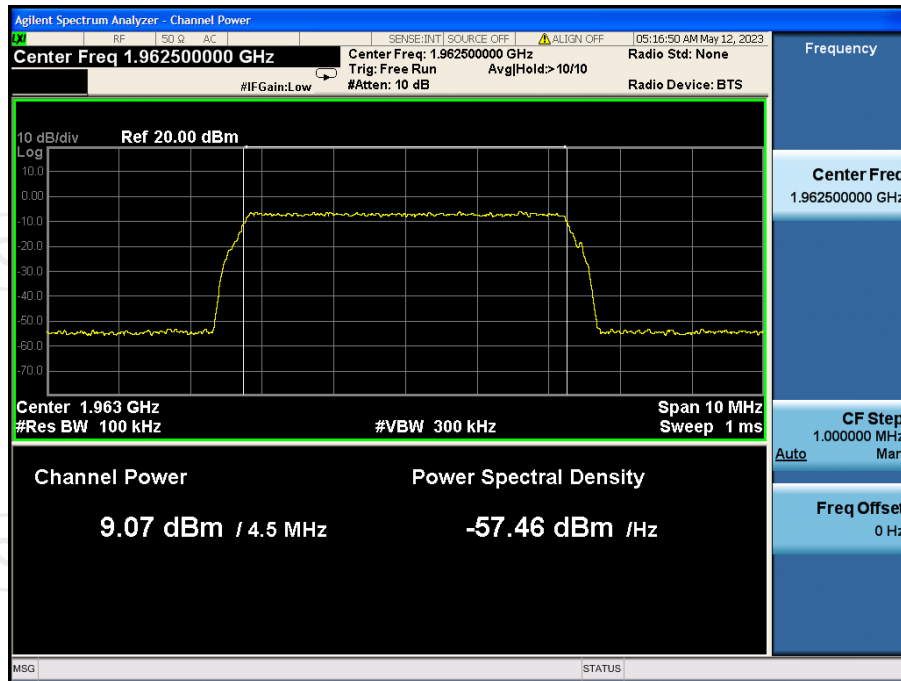 Agilent Spectrum Analyzer - Channel Power
LXI RF 50 Ω AC SENSE:INT SOURCE OFF ALIGN OFF 05:16:50 AM May 12, 2023
Center Freq 1.962500000 GHz
Center Freq: 1.962500000 GHz
Radio Std: None
Trig: Free Run Avg|Hold:>10/10
#IFGain:Low
#Atten: 10 dB
Radio Device: BTS
10 dB/div Ref 20.00 dBm
Log
10.0
0.00
-10.0
-20.0
-30.0
-40.0
-50.0
-60.0
-70.0
Center 1.963 GHz Span 10 MHz
#Res BW 100 kHz #VBW 300 kHz Sweep 1 ms
Channel Power Power Spectral Density
9.07 dBm / 4.5 MHz -57.46 dBm /Hz
MSG STATUS
Frequency
Center Freq
1.962500000 GHz
CF Step
1.000000 MHz
Auto Man
Freq Offset
0 Hz